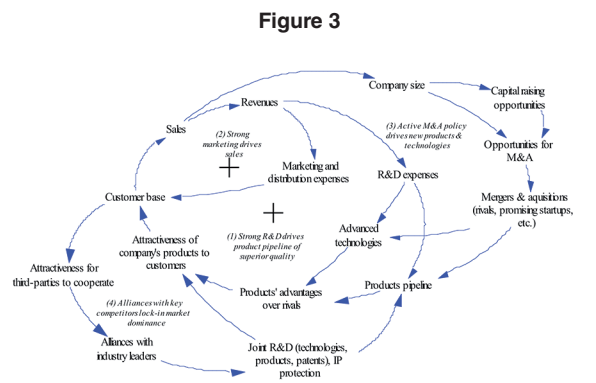 Figure 3
Company size
Capital raising
opportunities
Revenues
Sales
(2) Strong
marketing drives
sales
(3) Active M&A policy
drives new products &
technologies
Opportunities for
M&A
Marketing and
distribution expenses
R&D expenses
Customer base
Mergers & aquisitions
(rivals, promising startups,
etc.)
(1) Strong R&D drives
product pipeline of
superior quality
Advanced
technologies
Attractiveness of
company's products to
customers
Attractiveness for
third-parties to cooperate
Products' advantages
over rivals
Products pipeline
(4) Alliances with key
competitors lock-in market
dominance
Alliances with
industry leaders
Joint R&D (technologies,
products, patents), IP
protection